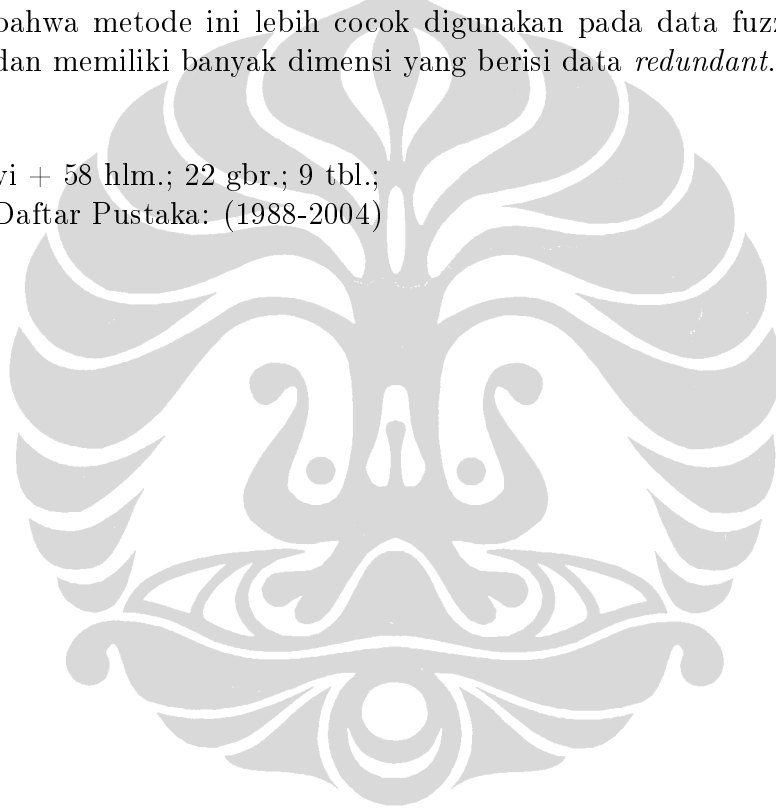 bahwa metode ini lebih cocok digunakan pada data fuzz
dan memiliki banyak dimensi yang berisi data redundant.
vi + 58 hlm.; 22 gbr.; 9 tbl.;
Daftar Pustaka: (1988-2004)